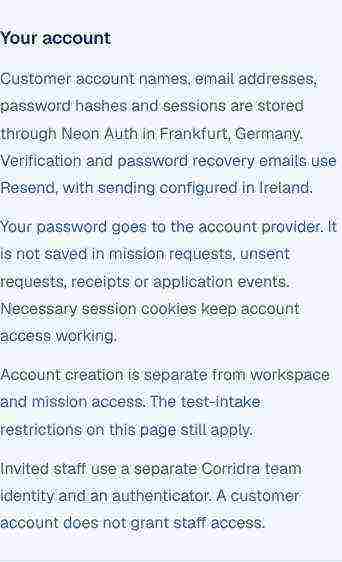 Your account
Customer account names, email addresses,
password hashes and sessions are stored
through Neon Auth in Frankfurt, Germany.
Verification and password recovery emails use
Resend, with sending configured in Ireland.
Your password goes to the account provider. It
is not saved in mission requests, unsent
requests, receipts or application events.
Necessary session cookies keep account
access working.
Account creation is separate from workspace
and mission access. The test-intake
restrictions on this page still apply.
Invited staff use a separate Corridra team
identity and an authenticator. A customer
account does not grant staff access.